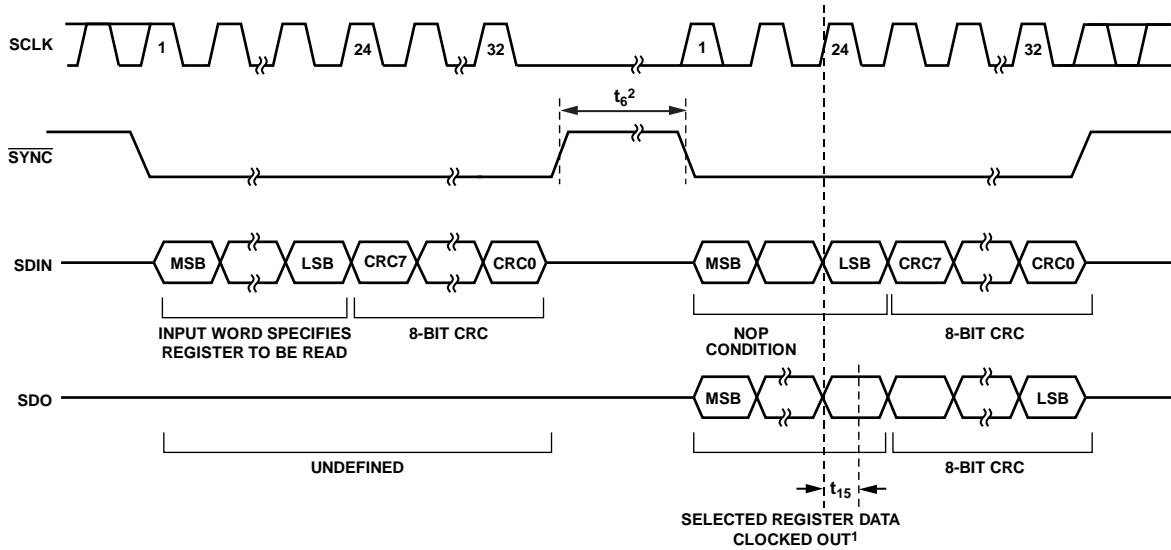 SCLK
1
24
32
1
24
32
t6²
SYNC
SDIN
MSB
LSB
CRC7
CRC0
MSB
LSB
CRC7
CRC0
INPUT WORD SPECIFIES
REGISTER TO BE READ
8-BIT CRC
NOP
CONDITION
8-BIT CRC
SDO
MSB
LSB
UNDEFINED
8-BIT CRC
t15
SELECTED REGISTER DATA
CLOCKED OUT¹